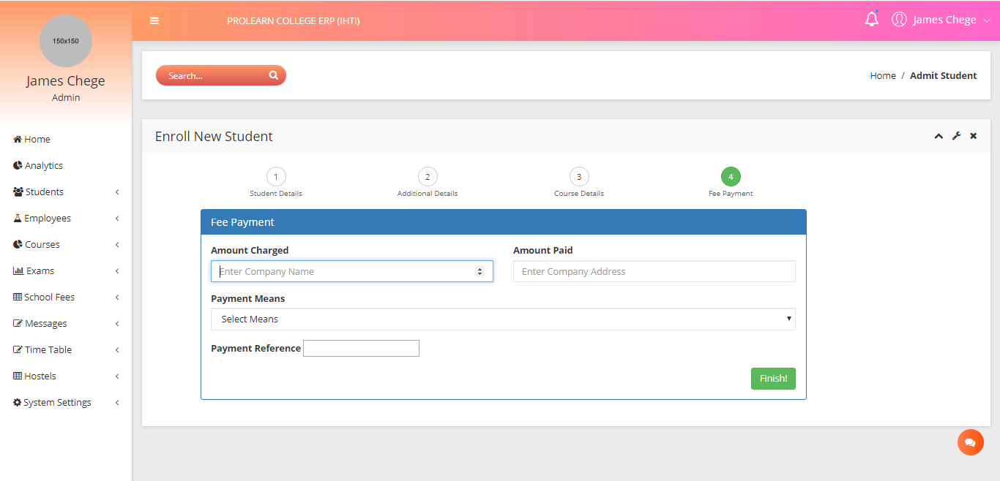 150x150
James Chege
Admin
Home
Analytics
Students
Employees
Courses
Exams
School Fees
Messages
Time Table
Hostels
System Settings
PROLEARN COLLEGE ERP (IHTI)
James Chege
Search...
Home / Admit Student
Enroll New Student
1 2 3 4
Student Details Additional Details Course Details Fee Payment
Fee Payment
Amount Charged Amount Paid
Enter Company Name Enter Company Address
Payment Means
Select Means
Payment Reference
Finish!